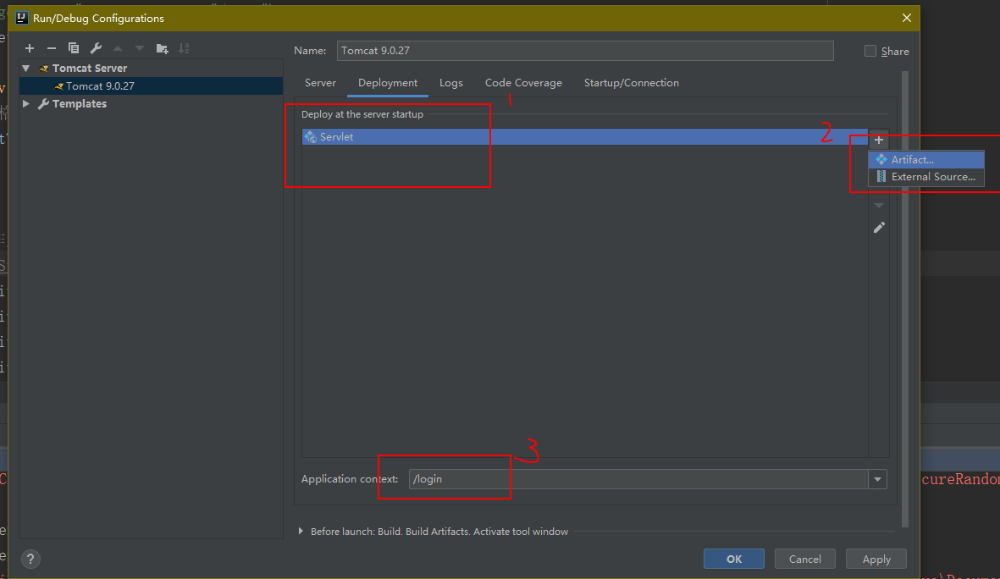 Run/Debug Configurations
Name: Tomcat 9.0.27
Share
Tomcat Server
Tomcat 9.0.27
Templates
Server Deployment Logs Code Coverage Startup/Connection
1
Deploy at the server startup
Servlet
2
Artifact...
External Source...
3
Application context: /login
cureRando
Before launch: Build. Build Artifacts. Activate tool window
? OK Cancel Apply